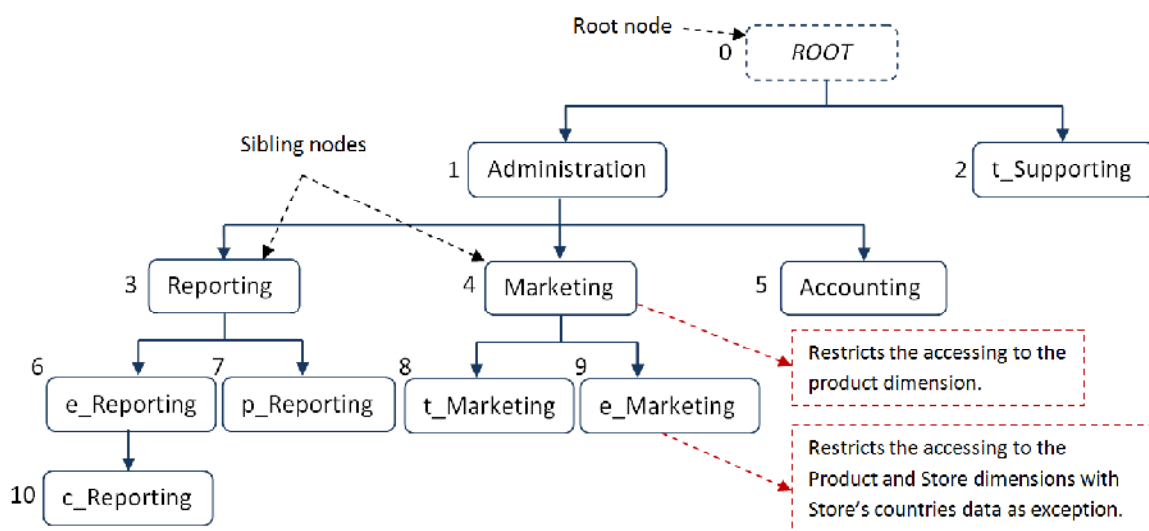 Root node
0
ROOT
Sibling nodes
1
Administration
2
t_Supporting
3
Reporting
4
Marketing
5
Accounting
Restricts the accessing to the
product dimension.
6
e_Reporting
7
p_Reporting
8
t_Marketing
9
e_Marketing
Restricts the accessing to the
Product and Store dimensions with
Store's countries data as exception.
10
c_Reporting